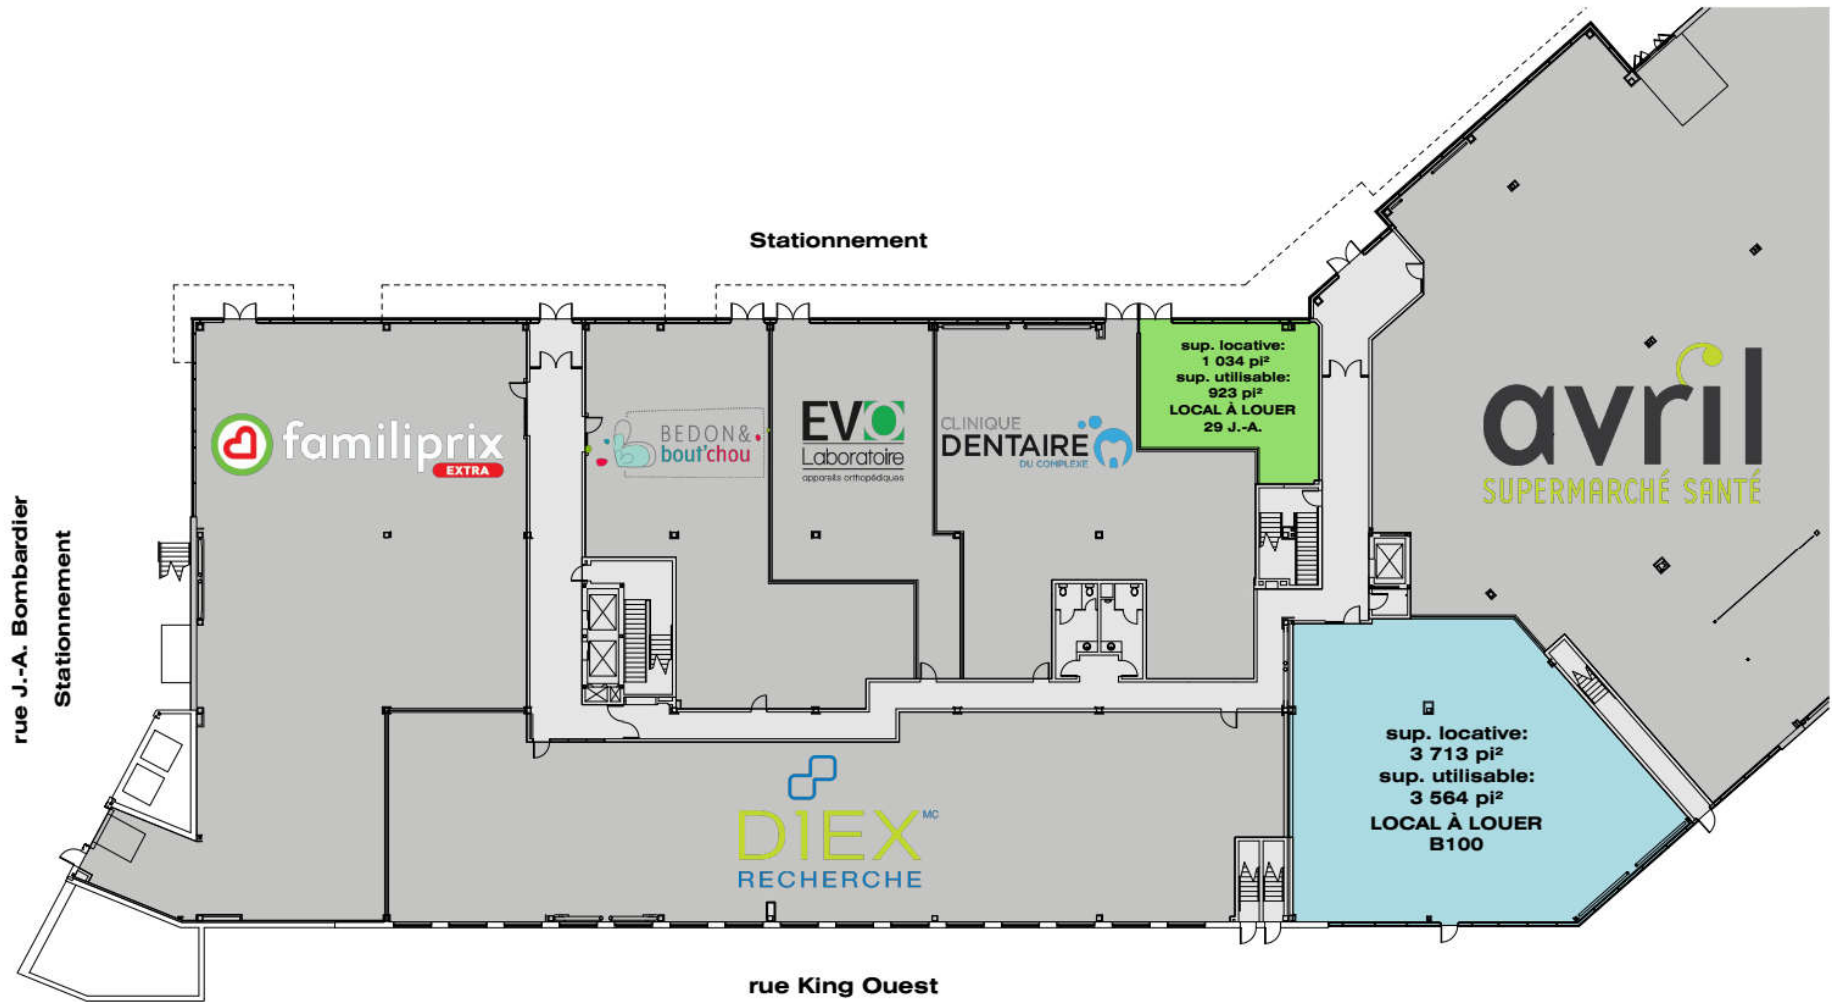 Stationnement
sup. locative:
1 034 pi²
sup. utilisable:
923 pi²
LOCAL À LOUER
29 J.-A.
familiprix
EXTRA
BEDON&
bout'chou
EVO
Laboratoire
appareils orthopédiques
CLINIQUE
DENTAIRE
DU COMPLEXE
avril
SUPERMARCHÉ SANTÉ
rue J.-A. Bombardier
Stationnement
DIEX MC
RECHERCHE
sup. locative:
3 713 pi²
sup. utilisable:
3 564 pi²
LOCAL À LOUER
B100
rue King Ouest